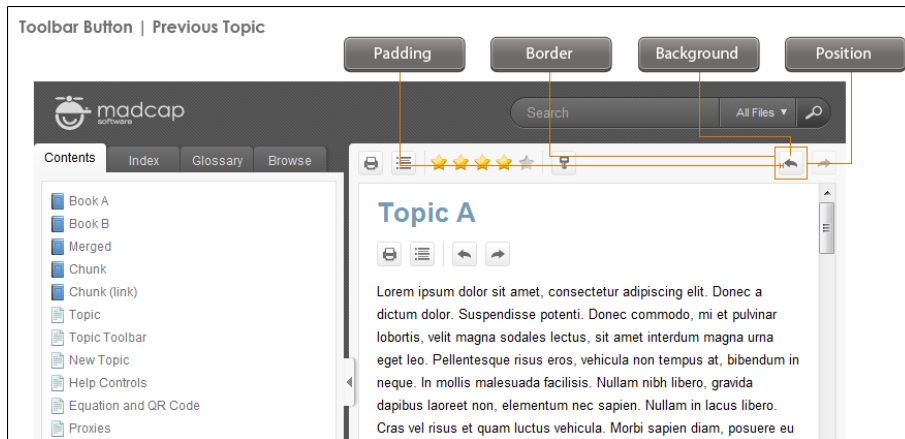 Toolbar Button | Previous Topic
Padding
Border
Background
Position
madcap
software
Search
All Files
Contents
Index
Glossary
Browse
Book A
Book B
Merged
Chunk
Chunk (link)
Topic
Topic Toolbar
New Topic
Help Controls
Equation and QR Code
Proxies
Topic A
Lorem ipsum dolor sit amet, consectetur adipiscing elit. Donec a
dictum dolor. Suspendisse potenti. Donec commodo, mi et pulvinar
lobortis, velit magna sodales lectus, sit amet interdum magna urna
eget leo. Pellentesque risus eros, vehicula non tempus at, bibendum in
neque. In mollis malesuada facilisis. Nullam nibh libero, gravida
dapibus laoreet non, elementum nec sapien. Nullam in lacus libero.
Cras vel risus et quam luctus vehicula. Morbi sapien diam, posuere eu